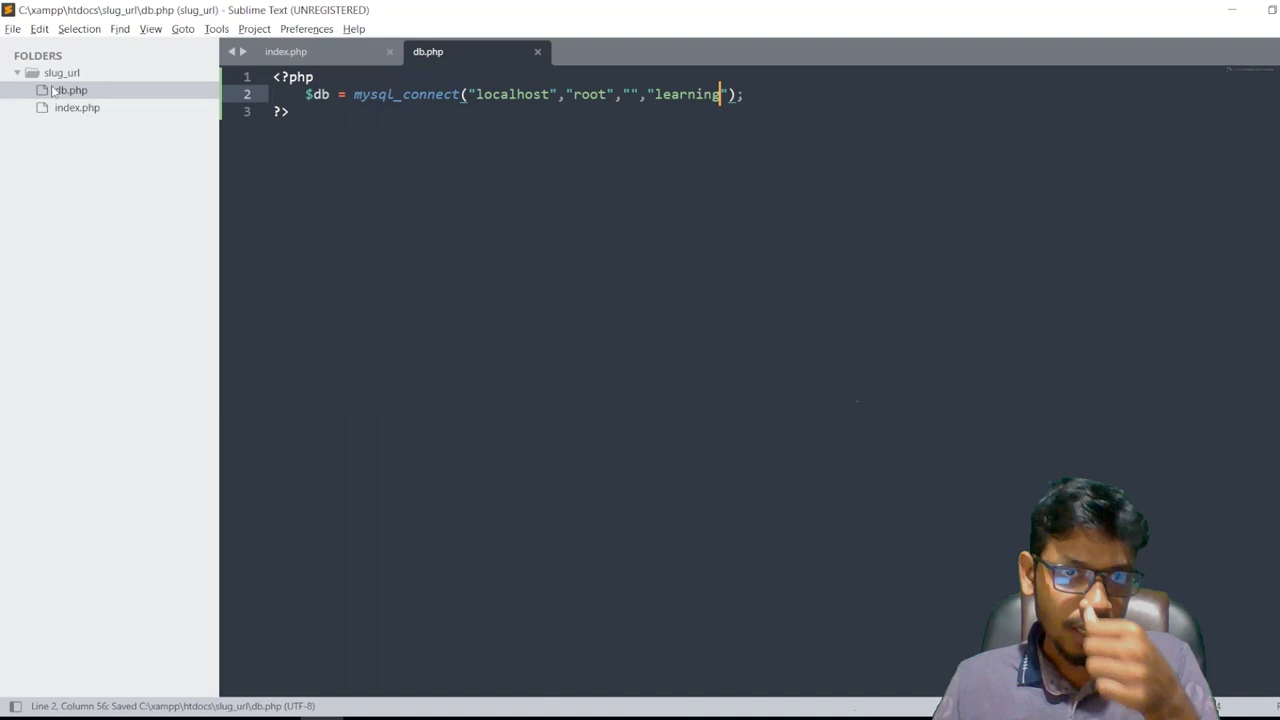 C:\xampp\htdocs\slug_url\db.php (slug_url) - Sublime Text (UNREGISTERED)
File Edit Selection Find View Goto Tools Project Preferences Help
FOLDERS
slug_url
db.php
index.php
index.php
db.php
1 <?php
2 $db = mysql_connect("localhost","root","","learning");
3 ?>
Line 2, Column 56: Saved C:\xampp\htdocs\slug_url\db.php (UTF-8)